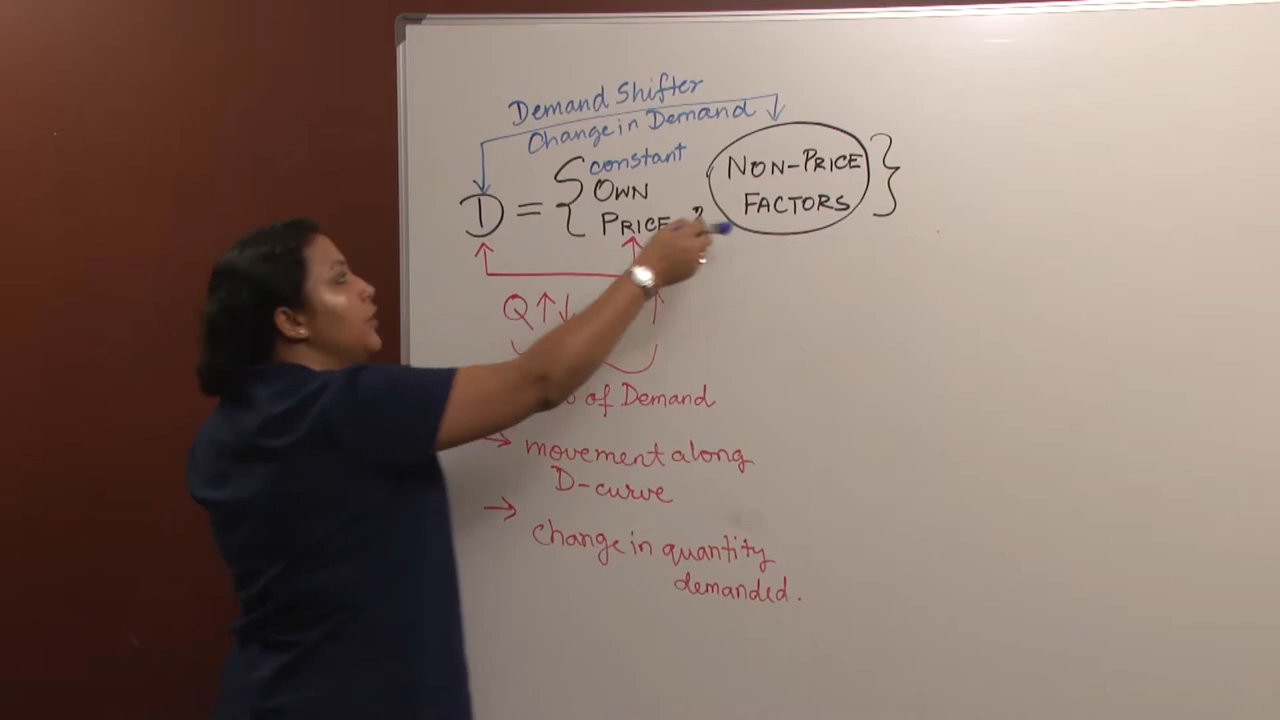 Demand Shifter
Change in Demand
constant
D = { OWN PRICE , NON-PRICE FACTORS }
Q ↑ ↓
of Demand
→ movement along
D-curve
→ change in quantity
demanded.